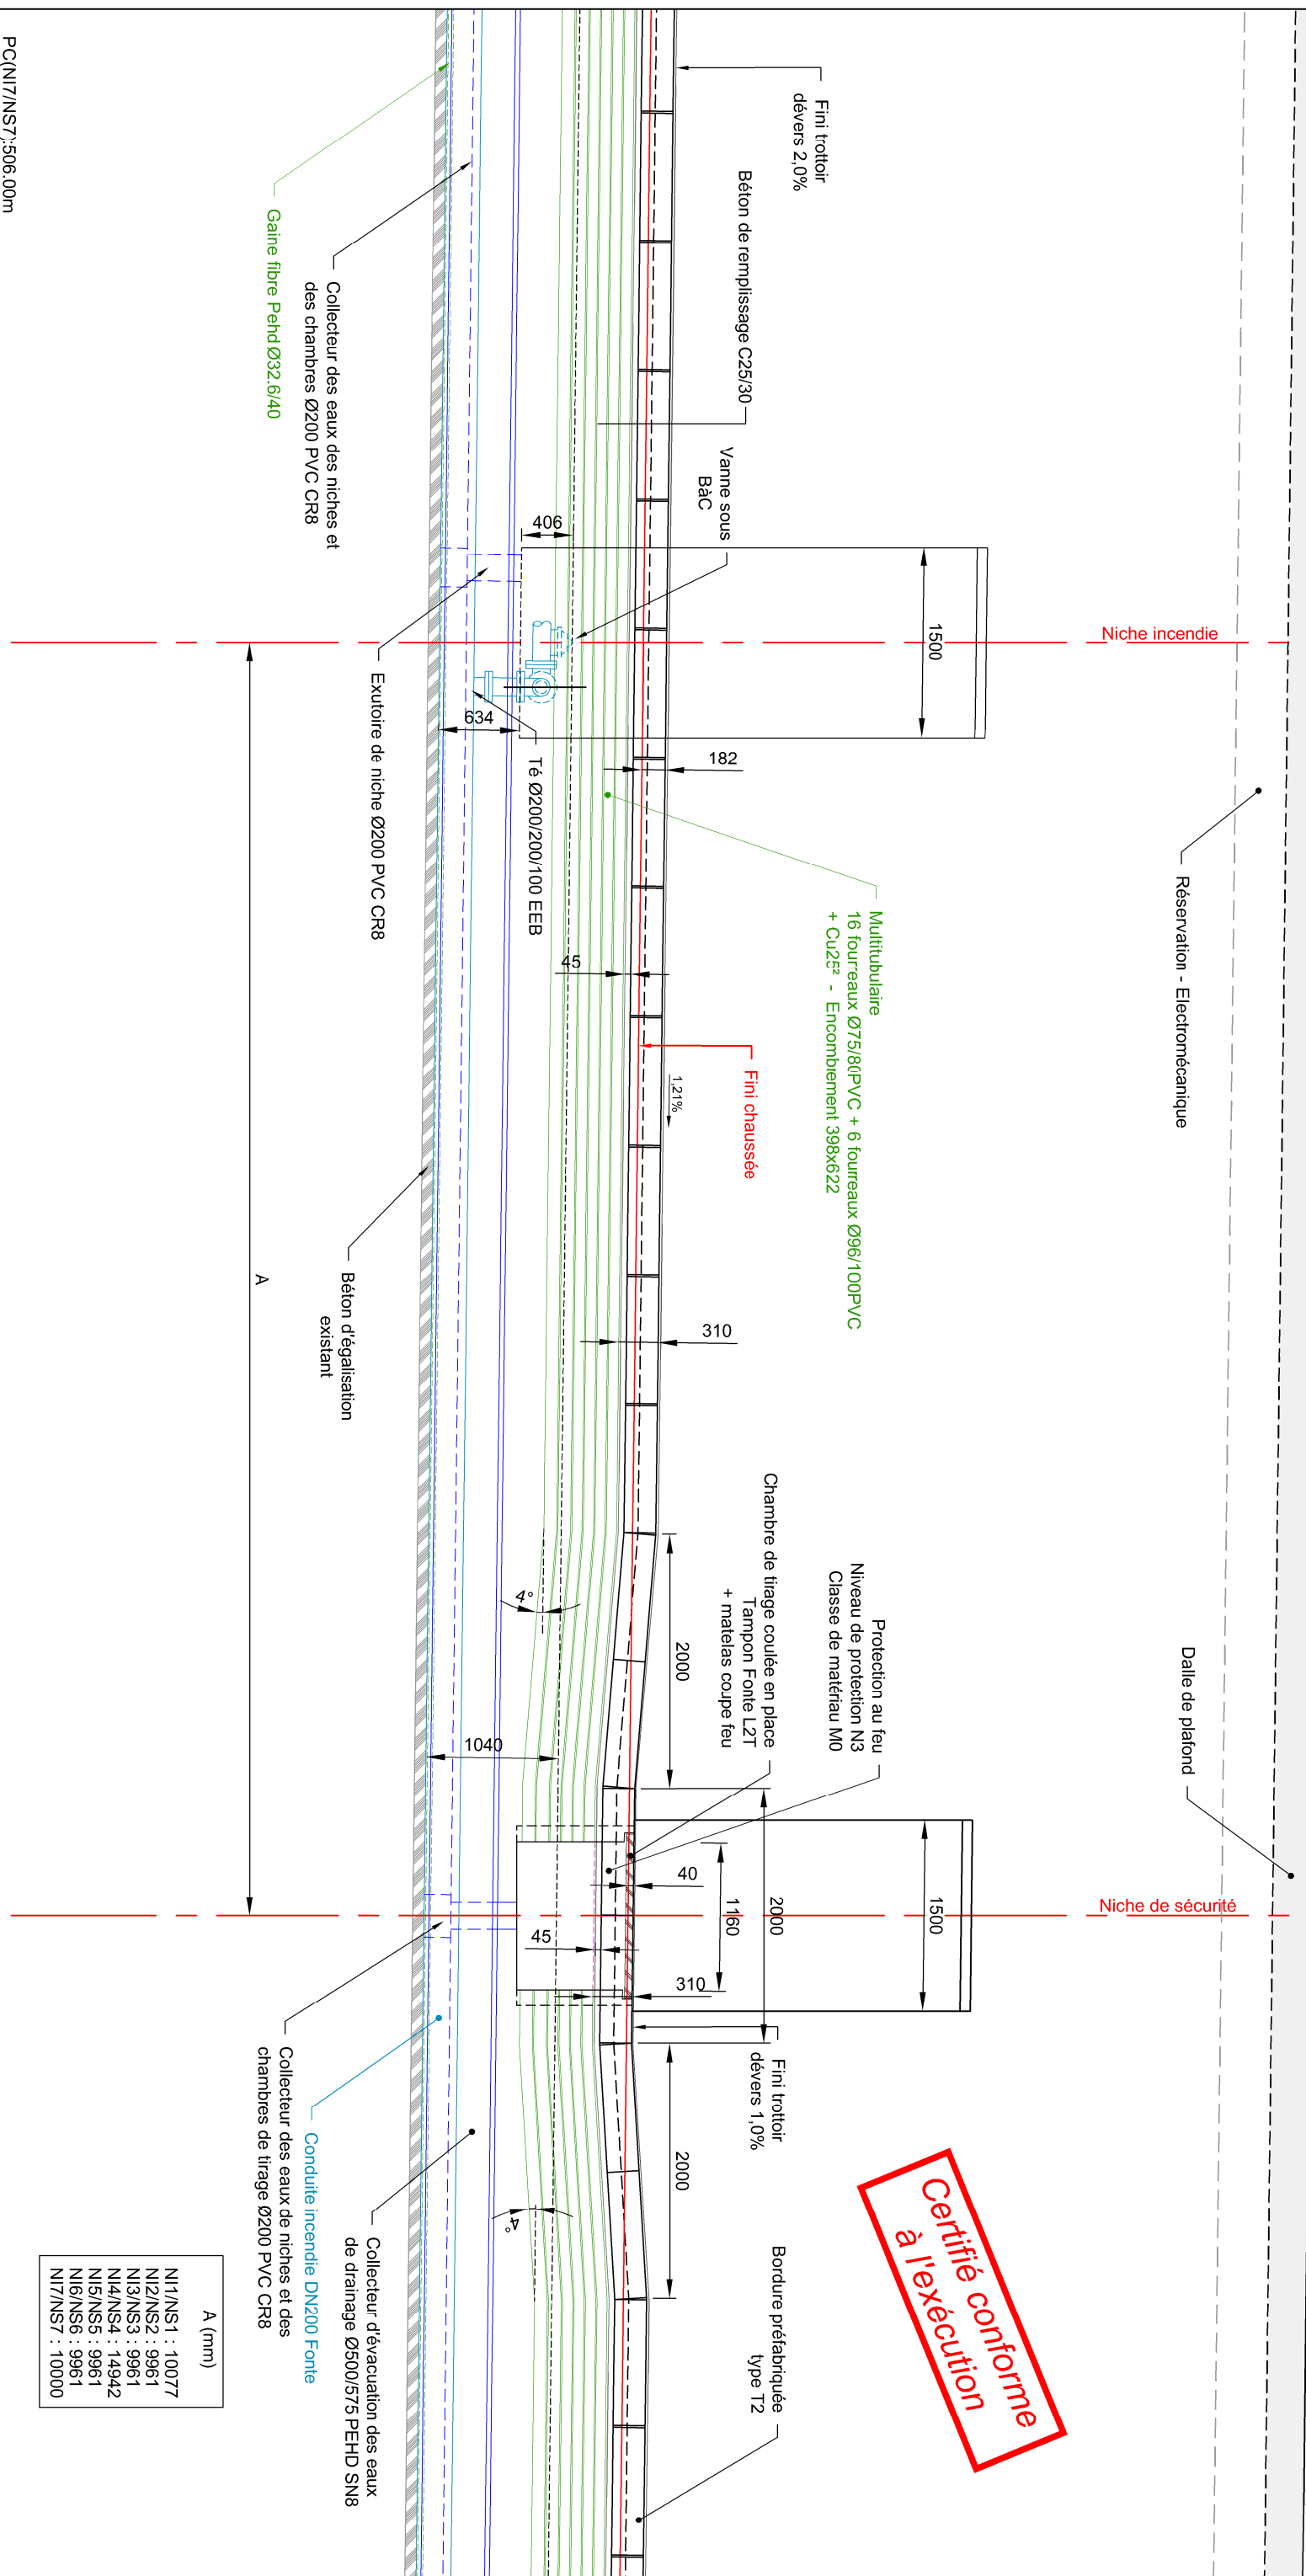 Dalle de plafond
Réservation - Electromécanique
Niche incendie
Niche de sécurité
1500
1500
Certifié conforme
à l'exécution
Fini trottoir
dévers 2,0%
Béton de remplissage C25/30
Vanne sous
BàC
406
182
Multitubulaire
16 fourreaux Ø75/80PVC + 6 fourreaux Ø96/100PVC
+ Cu25² - Encombrement 398x622
45
1,21%
Fini chaussée
310
Protection au feu
Niveau de protection N3
Classe de matériau M0
Chambre de tirage coulée en place
Tampon Fonte L2T
+ matelas coupe feu
2000
2000
1160
40
45
310
Fini trottoir
dévers 1,0%
2000
Bordure préfabriquée
type T2
4°
4°
1040
634
Té Ø200/200/100 EEB
Exutoire de niche Ø200 PVC CR8
Collecteur des eaux des niches et
des chambres Ø200 PVC CR8
Gaine fibre Pehd Ø32.6/40
Béton d'égalisation
existant
A
Collecteur d'évacuation des eaux
de drainage Ø500/575 PEHD SN8
Conduite incendie DN200 Fonte
Collecteur des eaux de niches et des
chambres de tirage Ø200 PVC CR8
A (mm)
NI1/NS1 : 10077
NI2/NS2 : 9961
NI3/NS3 : 9961
NI4/NS4 : 14942
NI5/NS5 : 9961
NI6/NS6 : 9961
NI7/NS7 : 10000
PC(NI7/NS7):506.00m